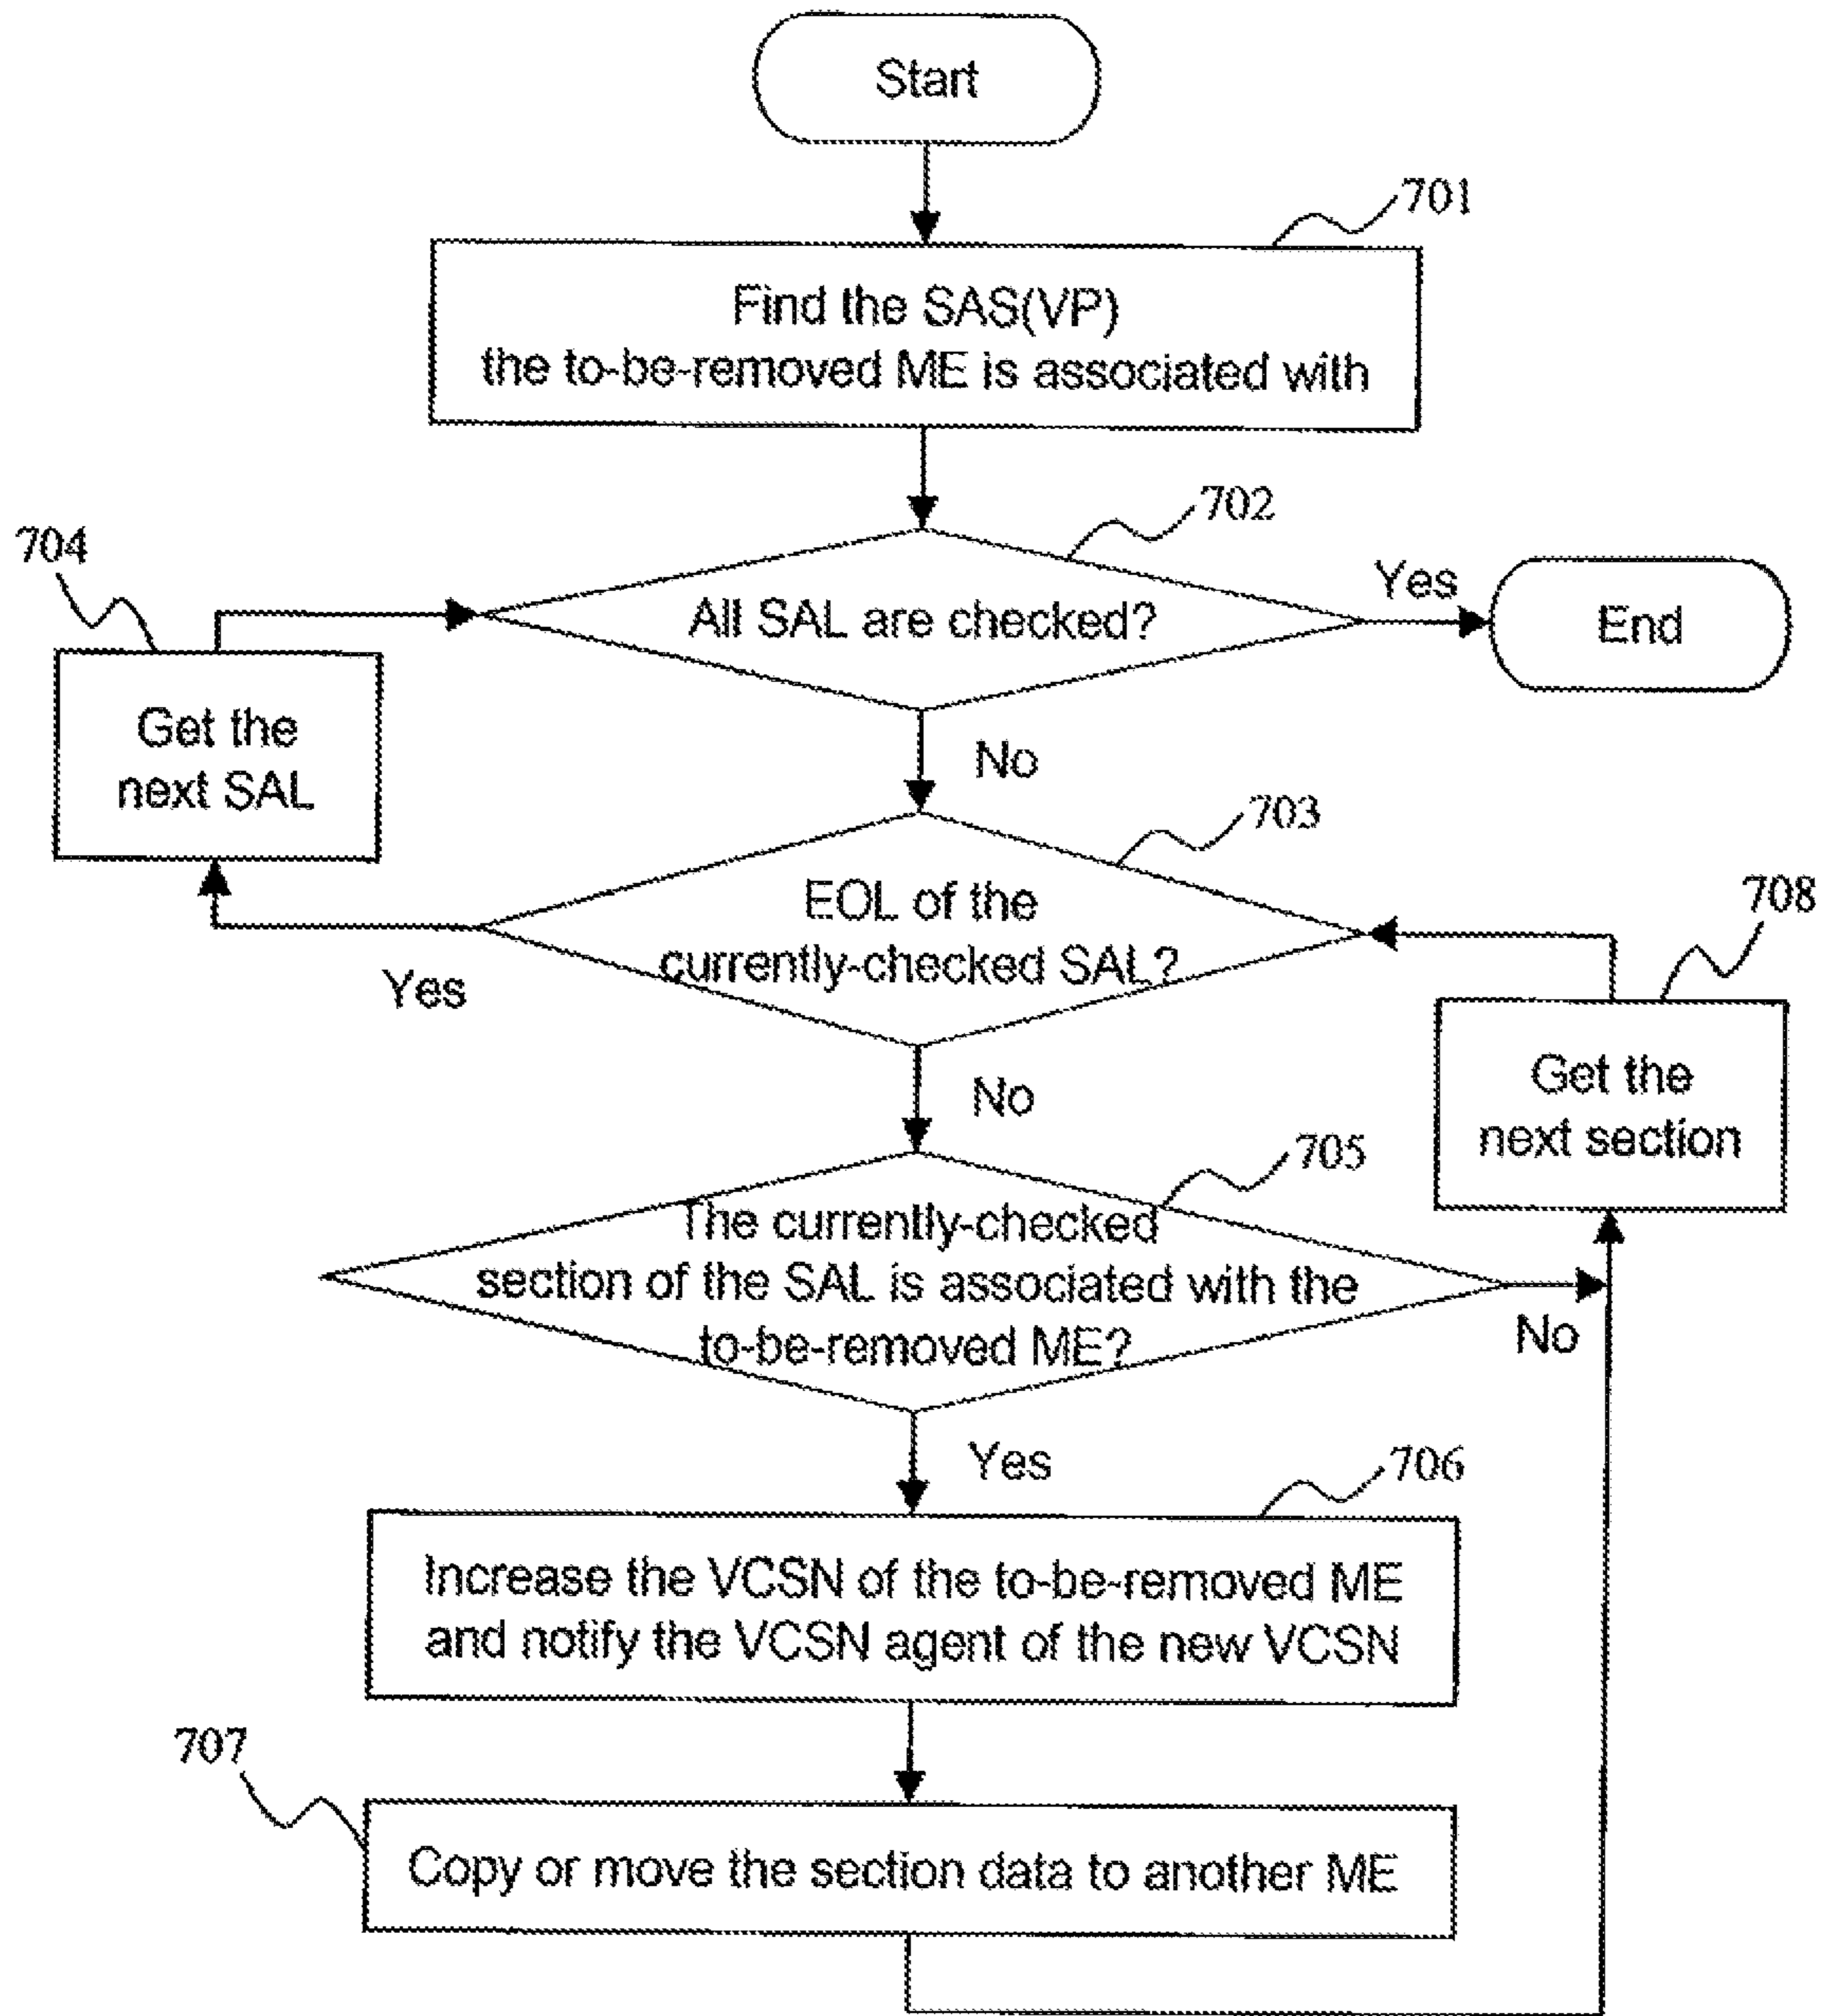 Start
701
Find the SAS(VP)
the to-be-removed ME is associated with
702
704
All SAL are checked?
Yes
End
Get the
next SAL
No
703
EOL of the
currently-checked SAL?
Yes
708
Get the
next section
No
705
The currently-checked
section of the SAL is associated with the
to-be-removed ME?
No
Yes
706
Increase the VCSN of the to-be-removed ME
and notify the VCSN agent of the new VCSN
707
Copy or move the section data to another ME